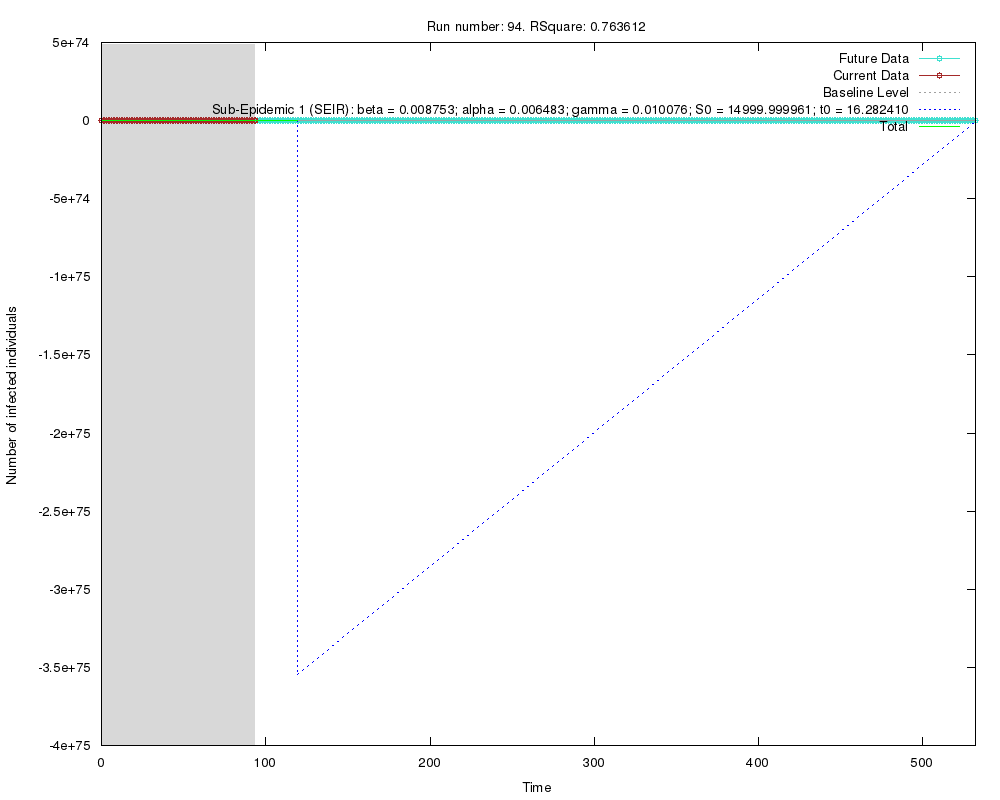 Run number: 94. RSquare: 0.763612
5e+74
0
-5e+74
-1e+75
-1.5e+75
-2e+75
-2.5e+75
-3e+75
-3.5e+75
-4e+75
Number of infected individuals
Future Data
Current Data
Baseline Level
Sub-Epidemic 1 (SEIR): beta = 0.008753; alpha = 0.006483; gamma = 0.010076; S0 = 14999.999961; t0 = 16.282410
Total
0 100 200 300 400 500
Time